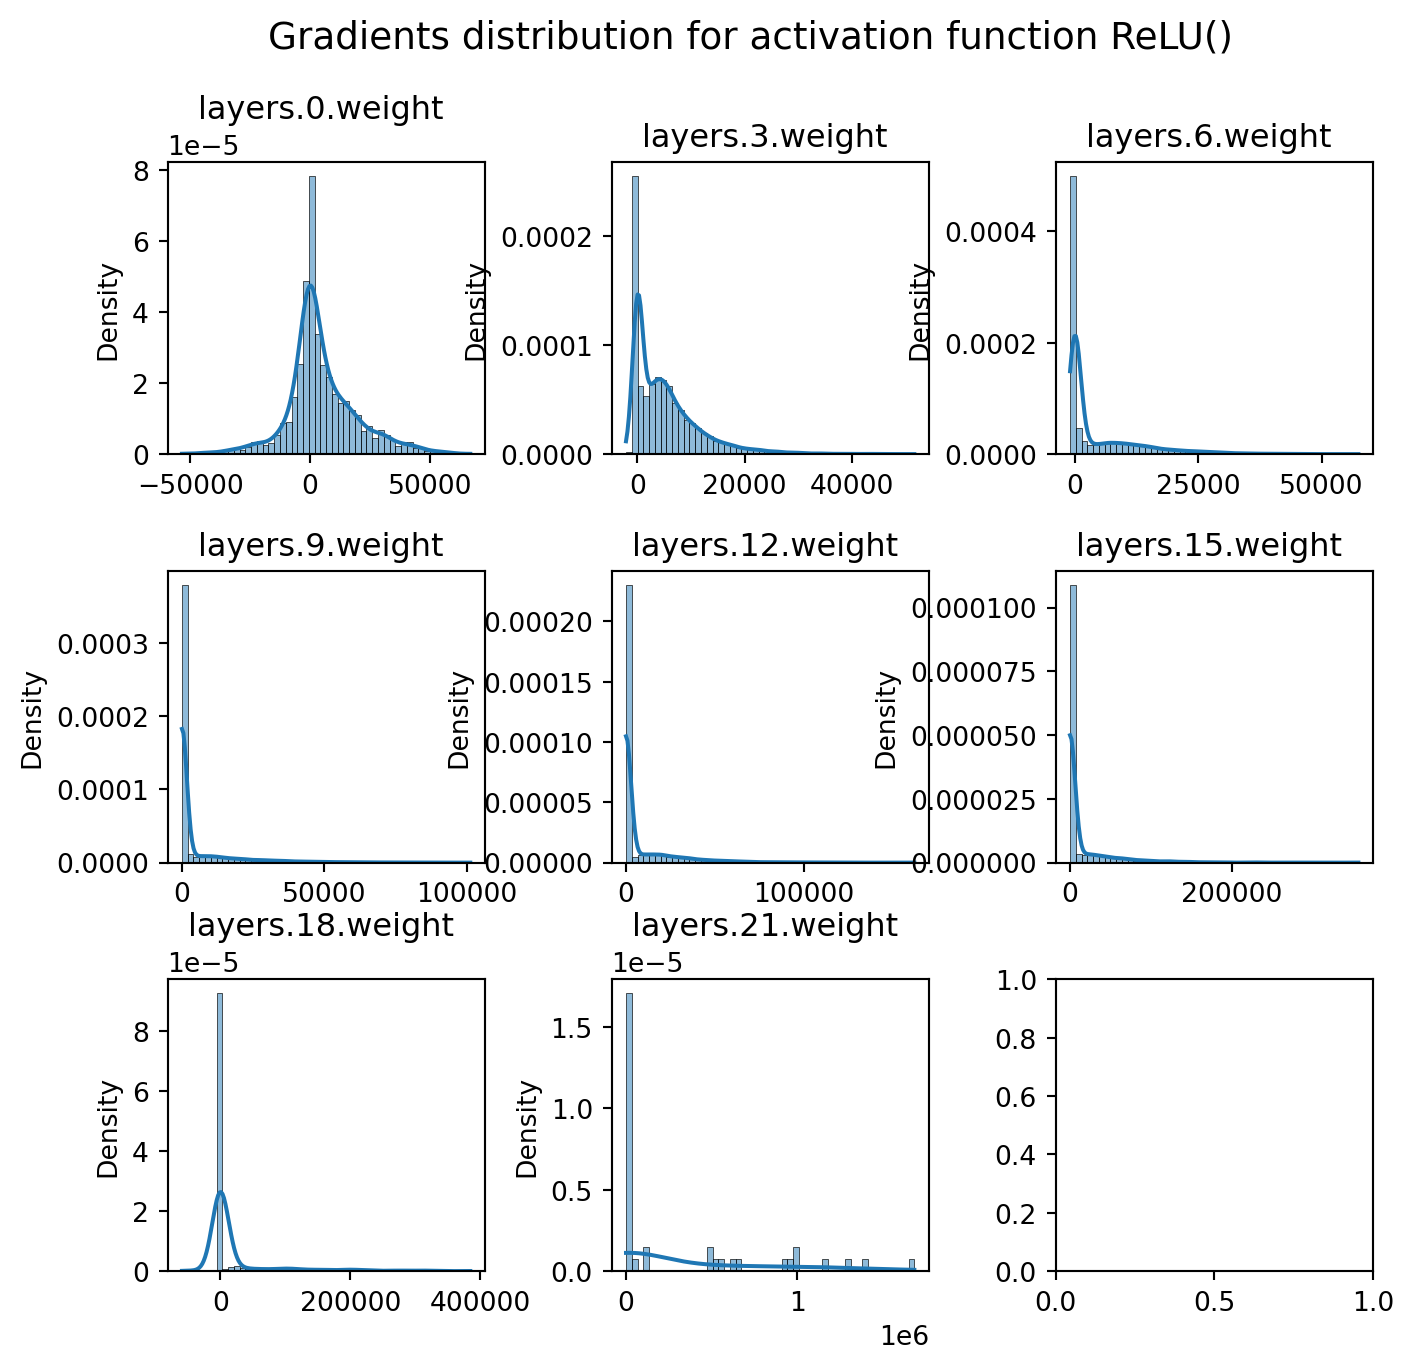 Gradients distribution for activation function ReLU()
layers.0.weight
1e−5
8
6
4
2
0
Density
−50000 0 50000
layers.3.weight
0.0002
0.0001
0.0000
Density
0 20000 40000
layers.6.weight
0.0004
0.0002
0.0000
Density
0 25000 50000
layers.9.weight
0.0003
0.0002
0.0001
0.0000
Density
0 50000 100000
layers.12.weight
0.00020
0.00015
0.00010
0.00005
0.00000
Density
0 100000
layers.15.weight
0.000100
0.000075
0.000050
0.000025
0.000000
Density
0 200000
layers.18.weight
1e−5
8
6
4
2
0
Density
0 200000 400000
layers.21.weight
1e−5
1.5
1.0
0.5
0.0
Density
0 1
1e6
1.0
0.8
0.6
0.4
0.2
0.0
0.0 0.5 1.0